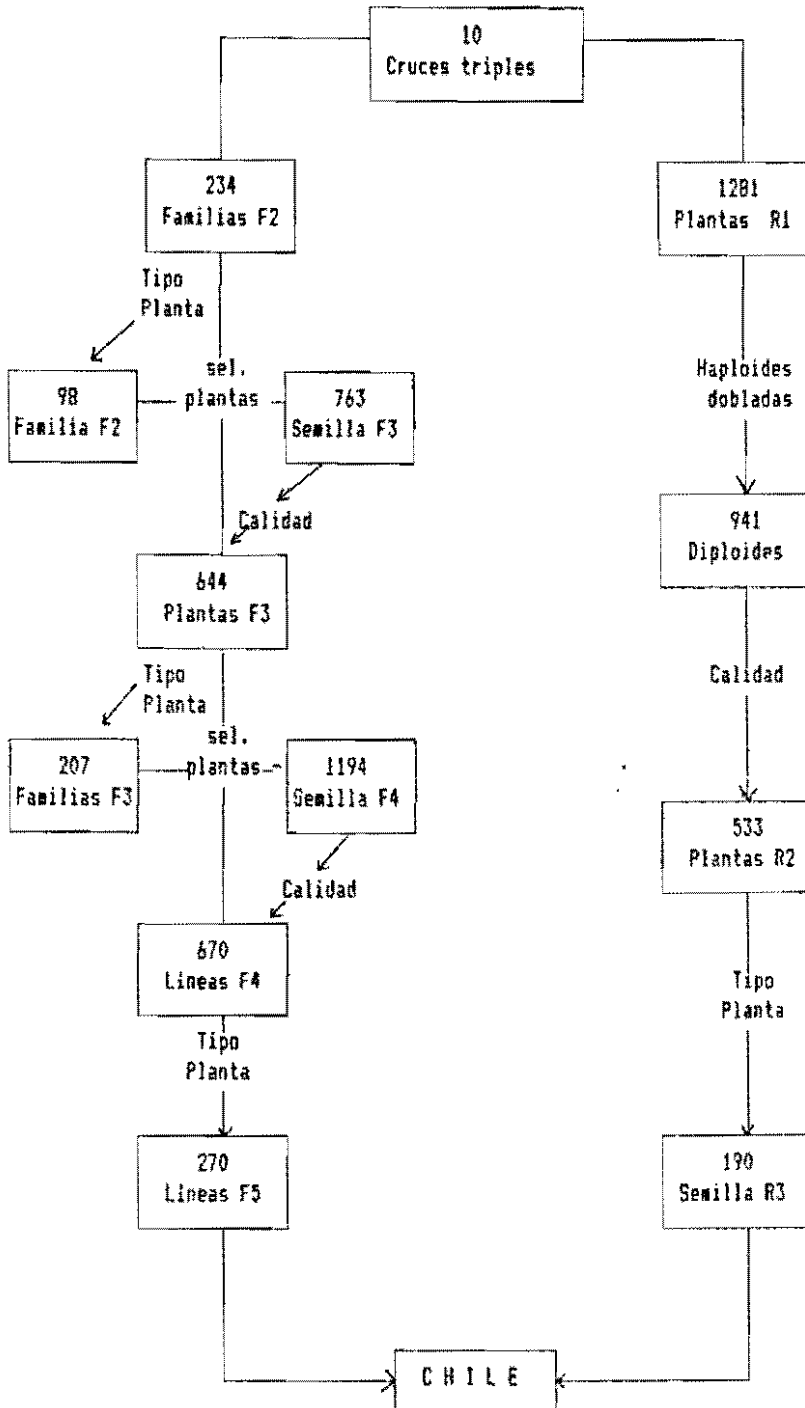 10
Cruces triples
234
Familias F2
1281
Plantas R1
Tipo
Planta
98
Familia F2
sel.
plantas
763
Semilla F3
Haploides
dobladas
Calidad
941
Diploides
644
Plantas F3
Tipo
Planta
Calidad
207
Familias F3
sel.
plantas
1194
Semilla F4
533
Plantas R2
Calidad
670
Lineas F4
Tipo
Planta
Tipo
Planta
270
Lineas F5
190
Semilla R3
C H I L E